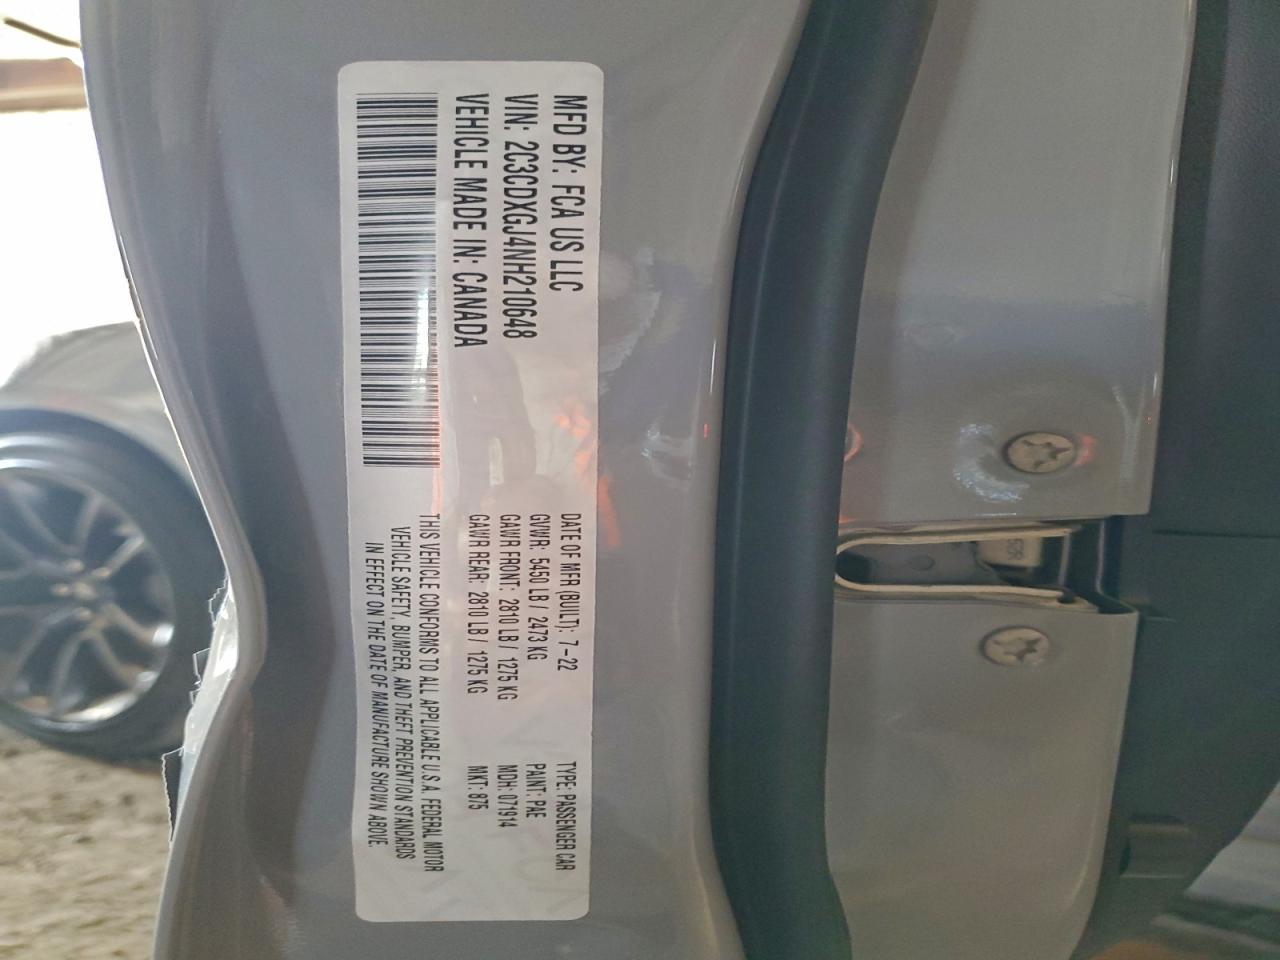 MFD BY: FCA US LLC
VIN: 2C3CDXGJ4NH210648
VEHICLE MADE IN: CANADA
DATE OF MFR (BUILT): 7-22
GVWR: 5450 LB / 2473 KG
GAWR FRONT: 2810 LB / 1275 KG
GAWR REAR: 2810 LB / 1275 KG
TYPE: PASSENGER CAR
PAINT: PAE
MDH: 071914
MKT: 875
THIS VEHICLE CONFORMS TO ALL APPLICABLE U.S.A. FEDERAL MOTOR
VEHICLE SAFETY, BUMPER, AND THEFT PREVENTION STANDARDS
IN EFFECT ON THE DATE OF MANUFACTURE SHOWN ABOVE.